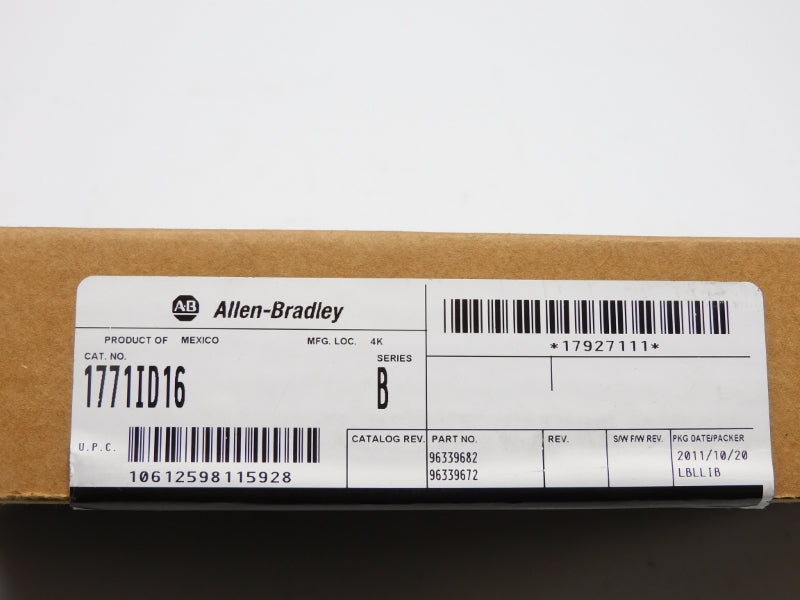 AB Allen-Bradley
PRODUCT OF MEXICO MFG. LOC. 4K
CAT. NO. SERIES
1771ID16 B
U.P.C.
10612598115928
*17927111*
CATALOG REV. PART NO. REV. S/W F/W REV. PKG DATE/PACKER
96339682 2011/10/20
96339672 LBLLIB